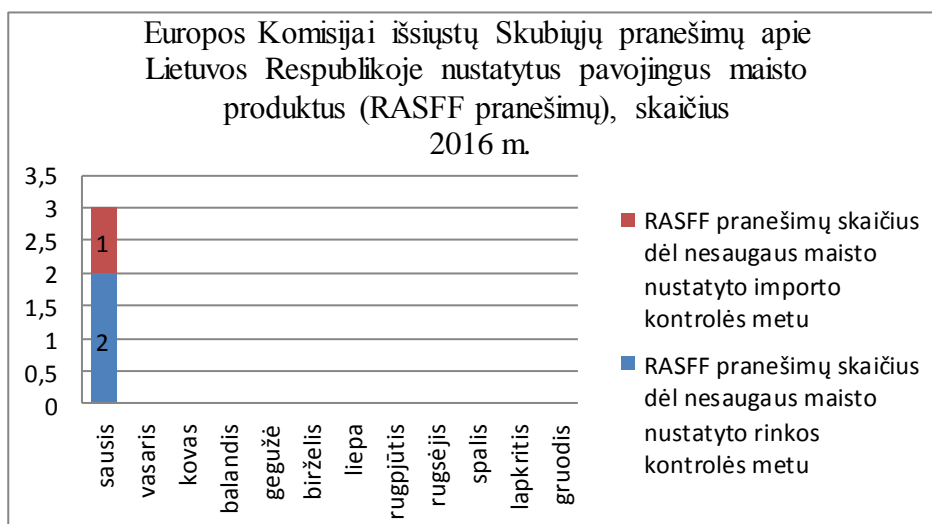 Europos Komisijai išsiųstų Skubiųjų pranešimų apie
Lietuvos Respublikoje nustatytus pavojingus maisto
produktus (RASFF pranešimų), skaičius
2016 m.
3,5
3
2,5
2
1,5
1
0,5
0
1
2
sausis
vasaris
kovas
balandis
gegužė
birželis
liepa
rugpjūtis
rugsėjis
spalis
lapkritis
gruodis
RASFF pranešimų skaičius
dėl nesaugaus maisto
nustatyto importo
kontrolės metu
RASFF pranešimų skaičius
dėl nesaugaus maisto
nustatyto rinkos
kontrolės metu